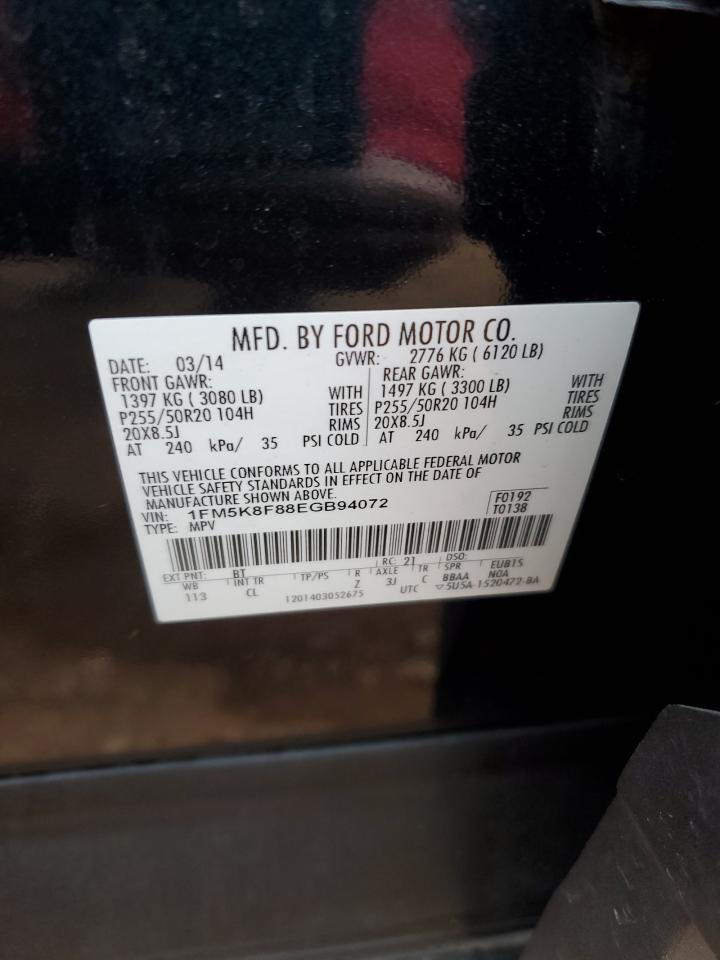 MFD. BY FORD MOTOR CO.
DATE: 03/14 GVWR: 2776 KG ( 6120 LB)
FRONT GAWR: REAR GAWR:
1397 KG ( 3080 LB) WITH 1497 KG ( 3300 LB) WITH
P255/50R20 104H TIRES P255/50R20 104H TIRES
20X8.5J RIMS 20X8.5J RIMS
AT 240 kPa/ 35 PSI COLD AT 240 kPa/ 35 PSI COLD
THIS VEHICLE CONFORMS TO ALL APPLICABLE FEDERAL MOTOR
VEHICLE SAFETY STANDARDS IN EFFECT ON THE DATE OF
MANUFACTURE SHOWN ABOVE.
VIN: 1FM5K8F88EGB94072 F0192
TYPE: MPV T0138
EXT PNT: BT RC: 21 DSO:
WB INT TR TP/PS R AXLE TR SPR EUB15
113 CL Z 3J C BBAA N0A
1201403052675 UTC ▽5U5A-1520472-BA